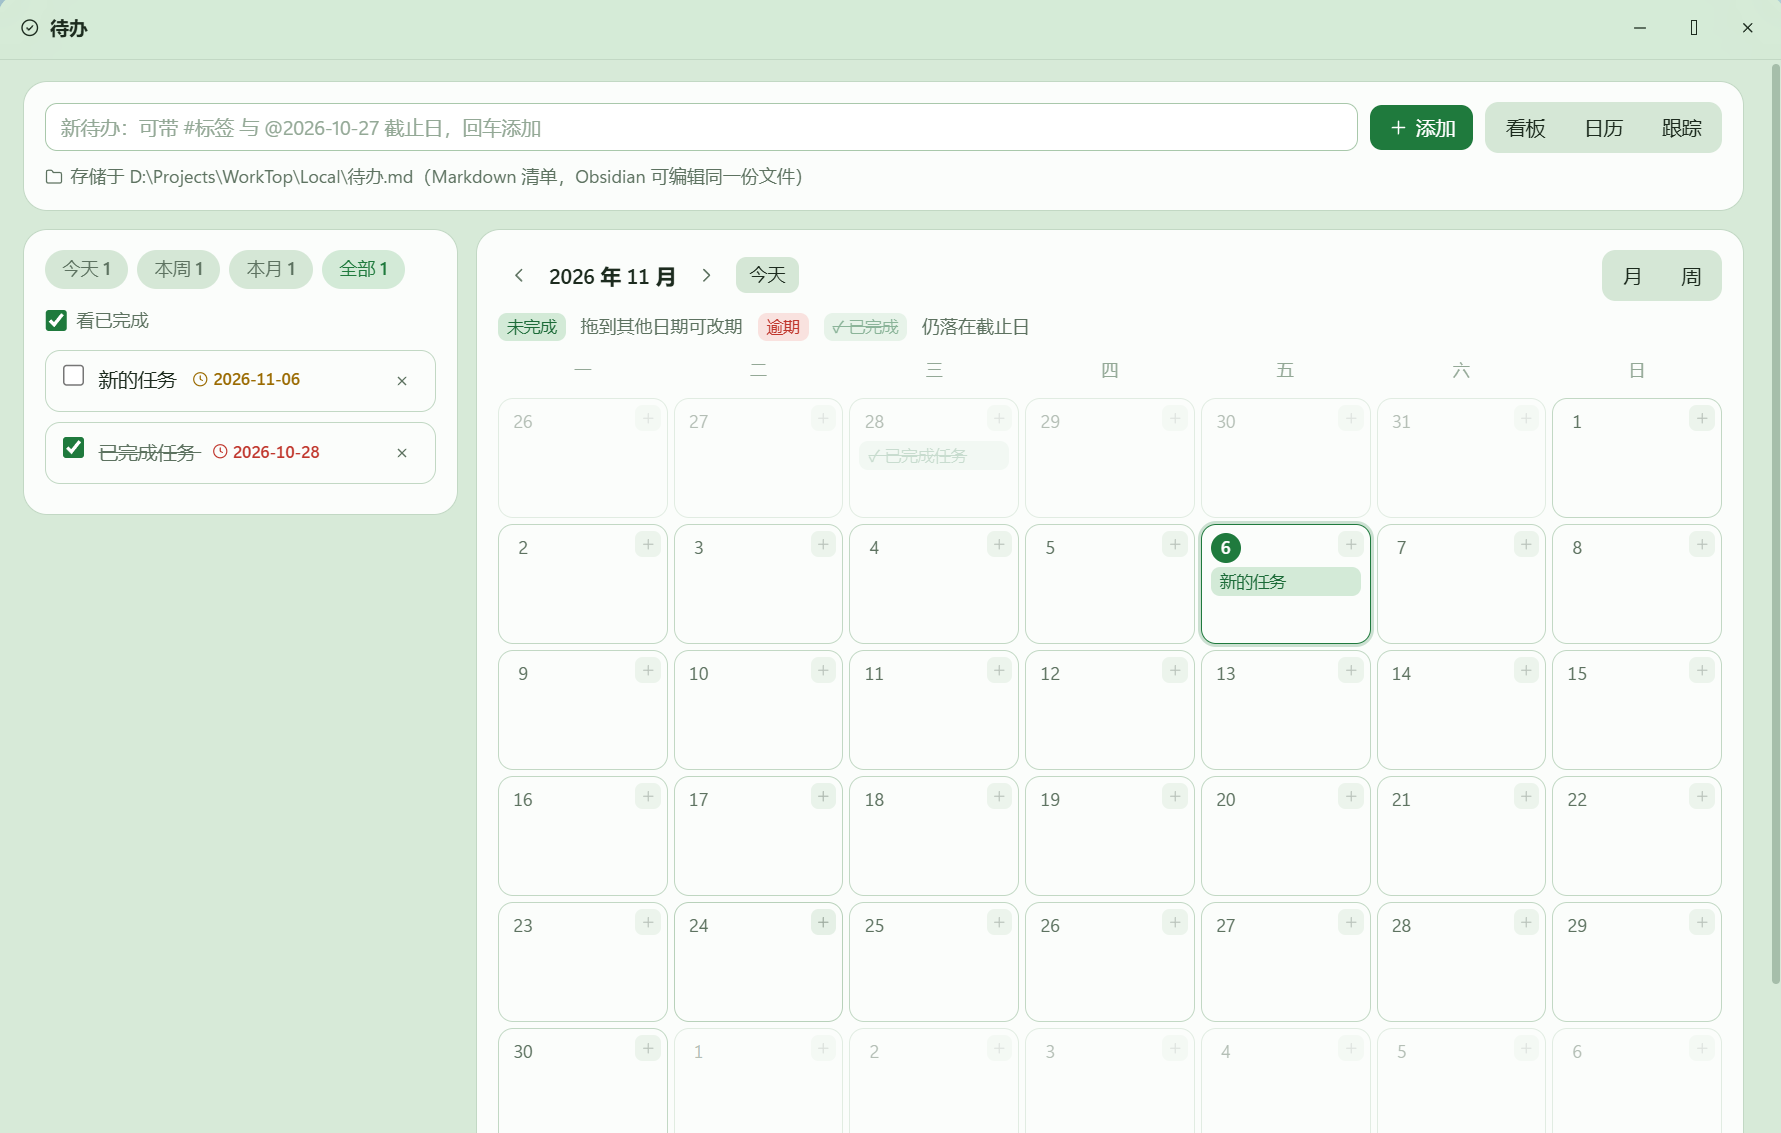 待办
新待办：可带 #标签 与 @2026-10-27 截止日，回车添加
+ 添加
看板 日历 跟踪
存储于 D:\Projects\WorkTop\Local\待办.md（Markdown 清单，Obsidian 可编辑同一份文件）
今天 1 本周 1 本月 1 全部 1
看已完成
新的任务 2026-11-06 ×
已完成任务 2026-10-28 ×
2026 年 11 月 今天
月 周
未完成 拖到其他日期可改期 逾期 ✓ 已完成 仍落在截止日
一 二 三 四 五 六 日
26 + 27 + 28 + 29 + 30 + 31 + 1 +
✓ 已完成任务
2 + 3 + 4 + 5 + 6 + 7 + 8 +
新的任务
9 + 10 + 11 + 12 + 13 + 14 + 15 +
16 + 17 + 18 + 19 + 20 + 21 + 22 +
23 + 24 + 25 + 26 + 27 + 28 + 29 +
30 + 1 + 2 + 3 + 4 + 5 + 6 +